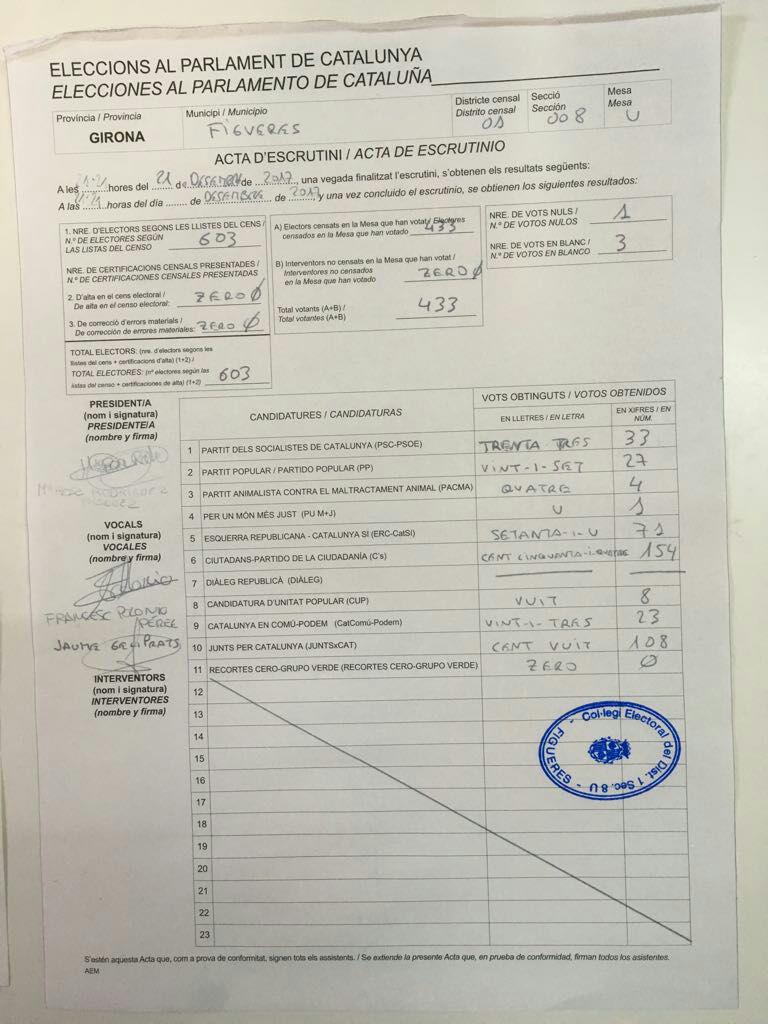 ELECCIONS AL PARLAMENT DE CATALUNYA
ELECCIONES AL PARLAMENTO DE CATALUÑA
Província / Provincia
GIRONA
Municipi / Municipio
FIGUERES
Districte censal
Distrito censal
01
Secció
Sección
008
Mesa
Mesa
U
ACTA D'ESCRUTINI / ACTA DE ESCRUTINIO
A les 21:21 hores del 21 de DESEMBRE de 2017, una vegada finalitzat l'escrutini, s'obtenen els resultats següents:
A las hores del día de DESEMBRE de 2017, y una vez concluido el escrutinio, se obtienen los siguientes resultados:
1. NRE. D'ELECTORS SEGONS LES LLISTES DEL CENS /
N.º DE ELECTORES SEGÚN
LAS LISTAS DEL CENSO 603
NRE. DE CERTIFICACIONS CENSALS PRESENTADES /
N.º DE CERTIFICACIONES CENSALES PRESENTADAS
2. D'alta en el cens electoral /
De alta en el censo electoral: ZERO Ø
3. De correcció d'errors materials /
De corrección de errores materiales: ZERO Ø
TOTAL ELECTORS: (nre. d'electors segons les
llistes del cens + certificacions d'alta) (1+2) /
TOTAL ELECTORES: (nº electores según las
listas del censo + certificaciones de alta) (1+2) 603
A) Electors censats en la Mesa que han votat / Electores
censados en la Mesa que han votado 433
B) Interventors no censats en la Mesa que han votat /
Interventores no censados
en la Mesa que han votado ZERO Ø
Total votants (A+B) /
Total votantes (A+B) 433
NRE. DE VOTS NULS /
N.º DE VOTOS NULOS 1
NRE. DE VOTS EN BLANC /
N.º DE VOTOS EN BLANCO 3
PRESIDENT/A
(nom i signatura)
PRESIDENTE/A
(nombre y firma)
VOCALS
(nom i signatura)
VOCALES
(nombre y firma)
FRANCESC POLONIO
PÉREZ
JAUME PRATS
INTERVENTORS
(nom i signatura)
INTERVENTORES
(nombre y firma)
CANDIDATURES / CANDIDATURAS
VOTS OBTINGUTS / VOTOS OBTENIDOS
EN LLETRES / EN LETRA
EN XIFRES / EN NÚM.
1 PARTIT DELS SOCIALISTES DE CATALUNYA (PSC-PSOE) TRENTA TRES 33
2 PARTIT POPULAR / PARTIDO POPULAR (PP) VINT-I-SET 27
3 PARTIT ANIMALISTA CONTRA EL MALTRACTAMENT ANIMAL (PACMA) QUATRE 4
4 PER UN MÓN MÉS JUST (PU M+J) U 1
5 ESQUERRA REPUBLICANA - CATALUNYA SI (ERC-CatSI) SETANTA-I-U 71
6 CIUTADANS-PARTIDO DE LA CIUDADANÍA (C's) CENT CINQUANTA-I-QUATRE 154
7 DIÀLEG REPUBLICÀ (DIÀLEG)
8 CANDIDATURA D'UNITAT POPULAR (CUP) VUIT 8
9 CATALUNYA EN COMÚ-PODEM (CatComú-Podem) VINT-I-TRES 23
10 JUNTS PER CATALUNYA (JUNTSxCAT) CENT VUIT 108
11 RECORTES CERO-GRUPO VERDE (RECORTES CERO-GRUPO VERDE) ZERO Ø
12
13
14
15
16
17
18
19
20
21
22
23
Col·legi Electoral del Dist. 1 Sec. 8 U - FIGUERES -
S'estén aquesta Acta que, com a prova de conformitat, signen tots els assistents. / Se extiende la presente Acta que, en prueba de conformidad, firman todos los asistentes.
AEM